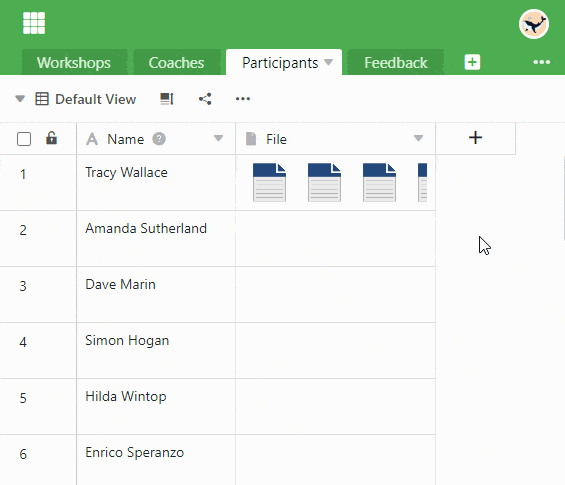 Workshops Coaches Participants Feedback
Default View
Name File
1 Tracy Wallace
2 Amanda Sutherland
3 Dave Marin
4 Simon Hogan
5 Hilda Wintop
6 Enrico Speranzo